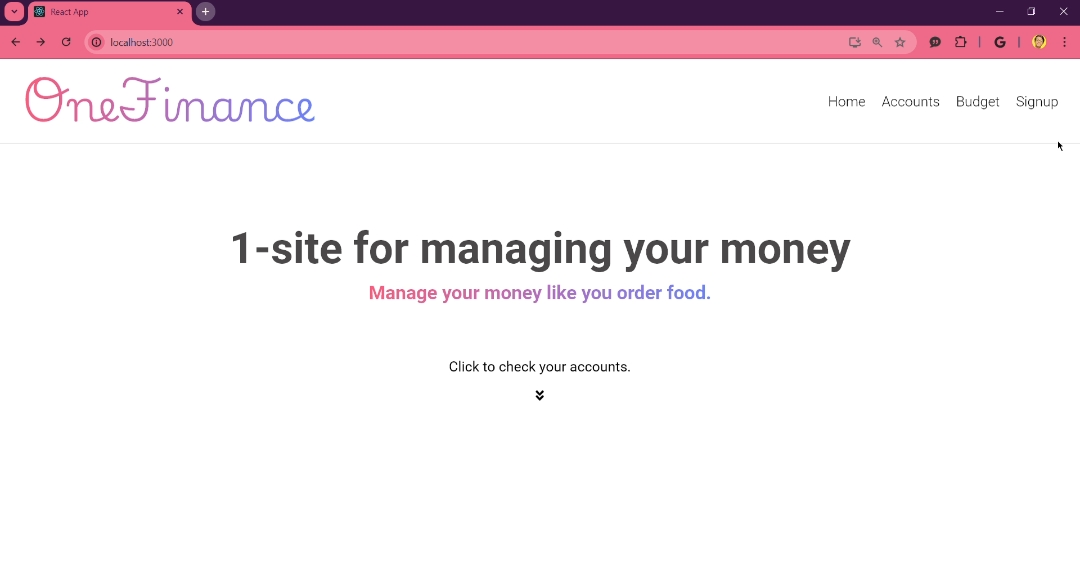 React App
localhost:3000
OneFinance
Home Accounts Budget Signup
1-site for managing your money
Manage your money like you order food.
Click to check your accounts.